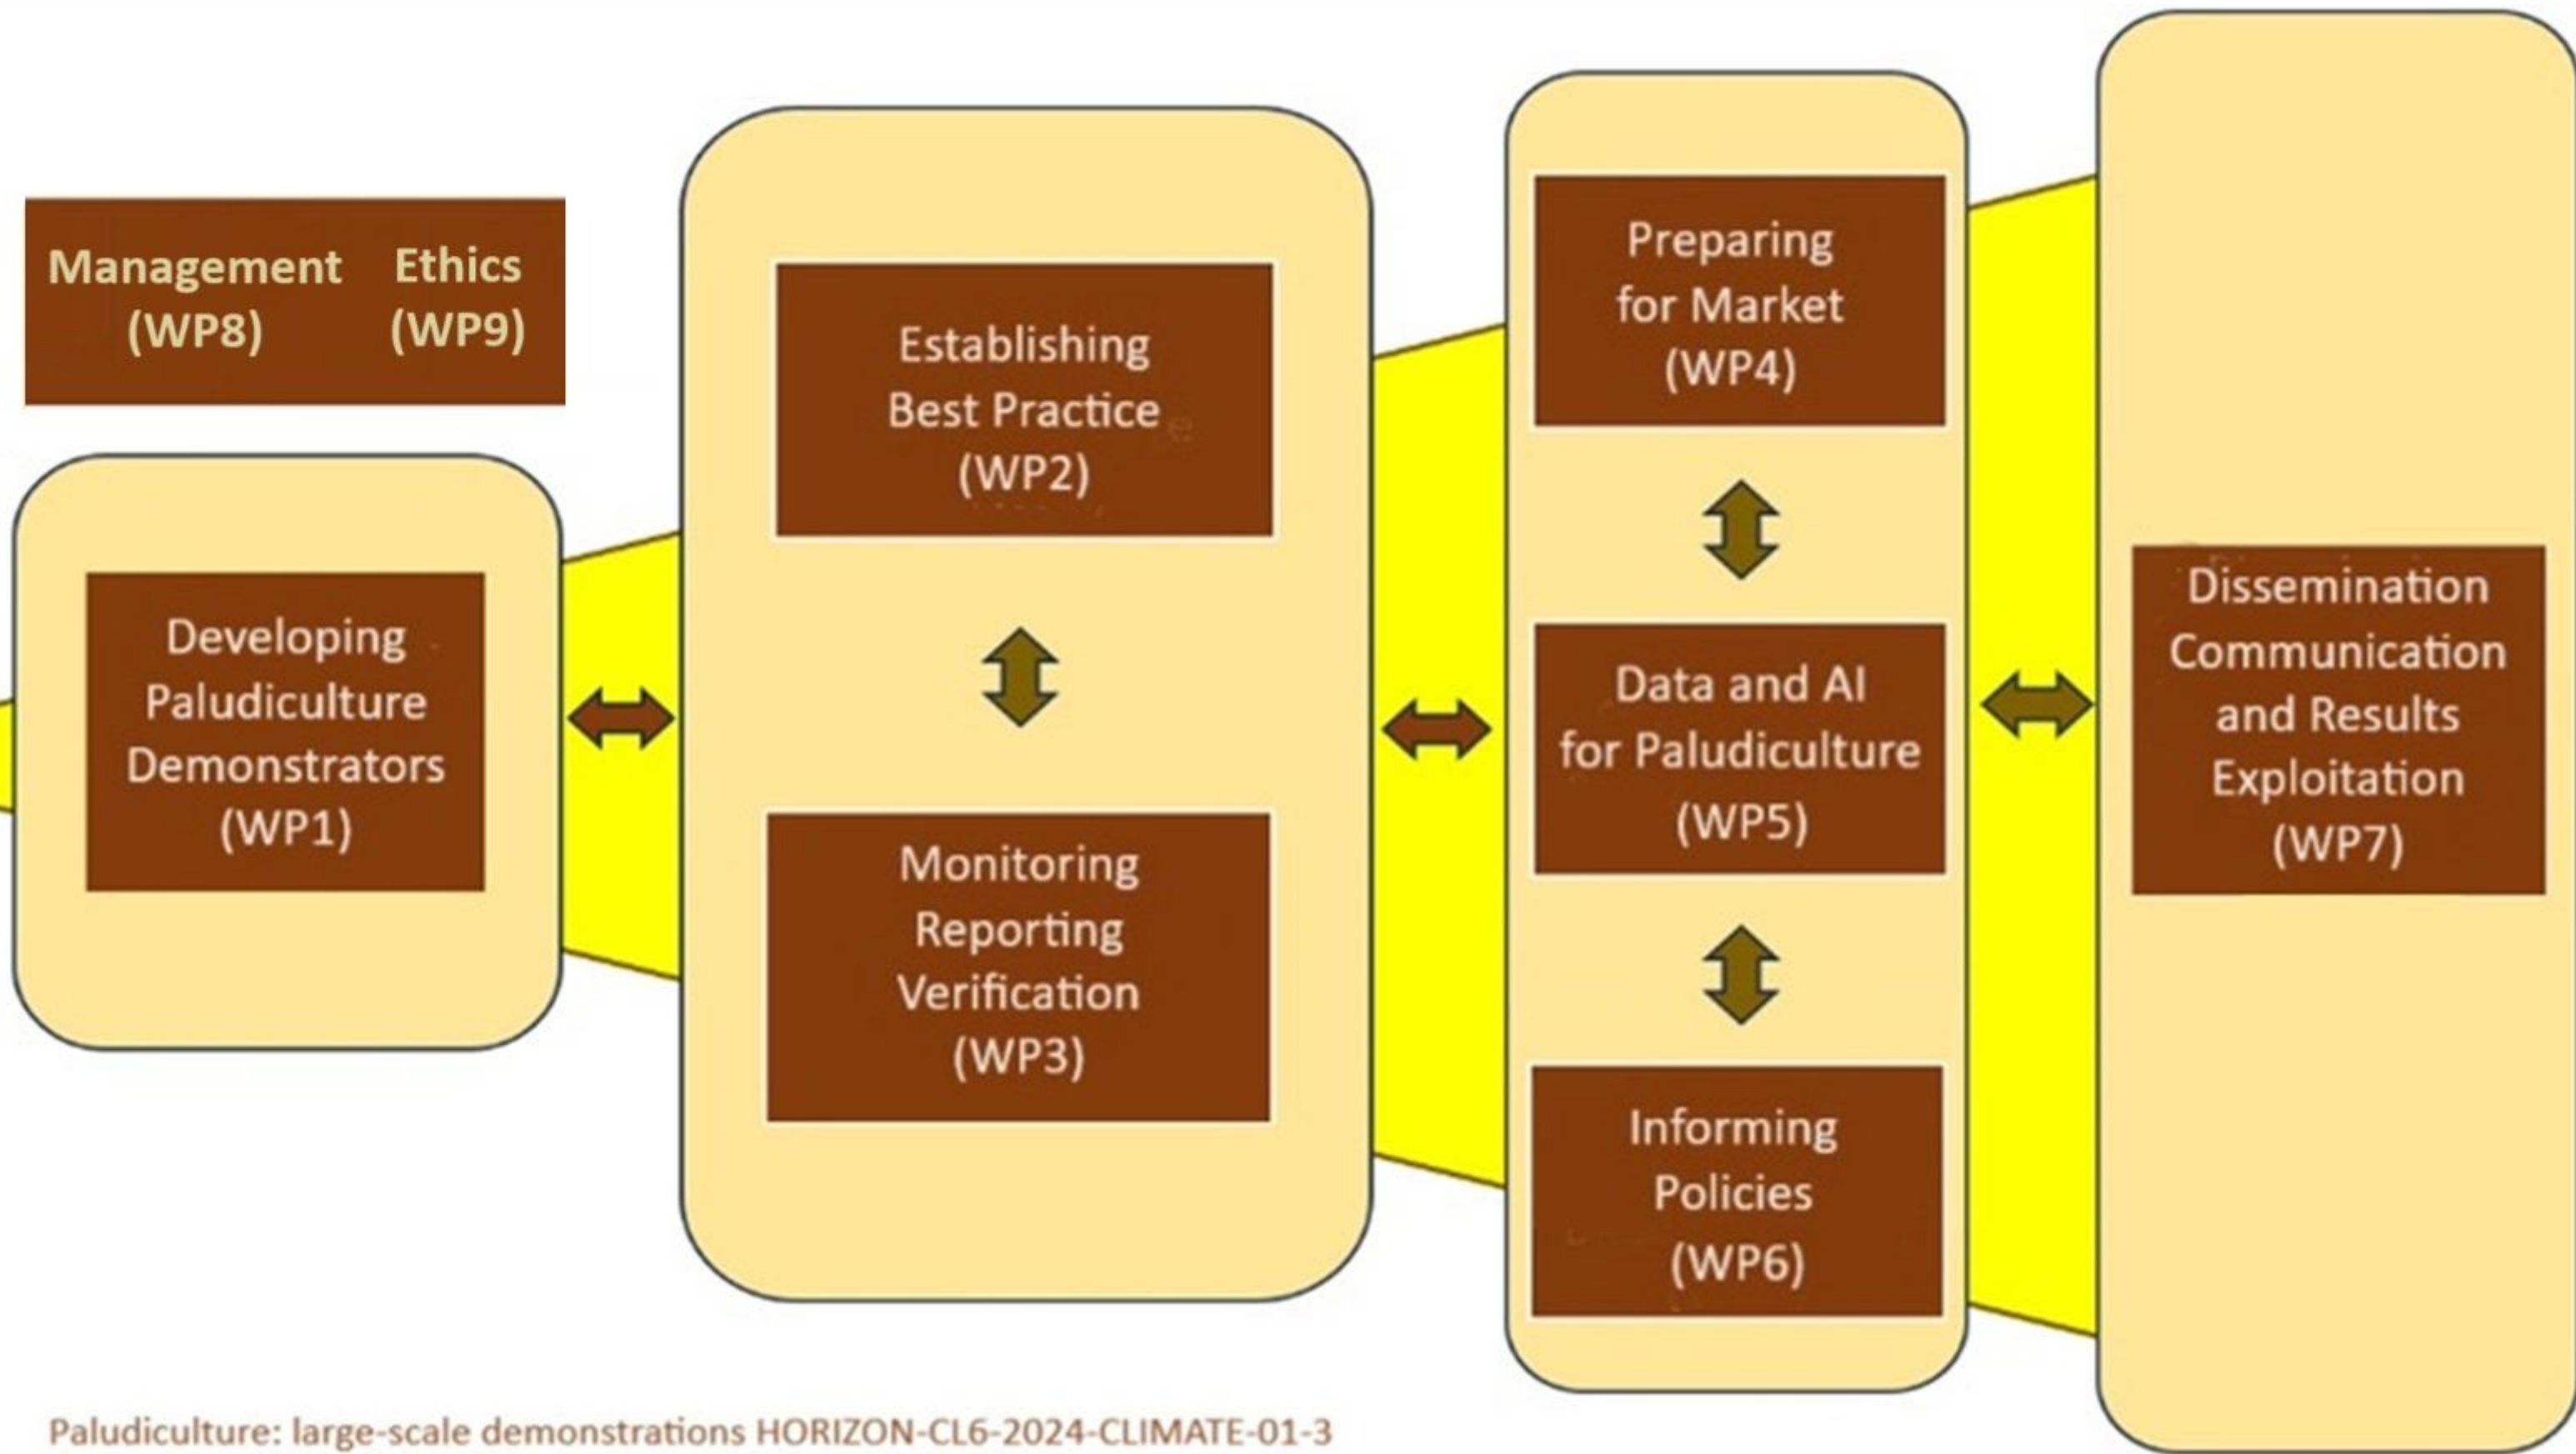 Management
(WP8)
Ethics
(WP9)
Developing
Paludiculture
Demonstrators
(WP1)
Establishing
Best Practice
(WP2)
Monitoring
Reporting
Verification
(WP3)
Preparing
for Market
(WP4)
Data and AI
for Paludiculture
(WP5)
Informing
Policies
(WP6)
Dissemination
Communication
and Results
Exploitation
(WP7)
Paludiculture: large-scale demonstrations HORIZON-CL6-2024-CLIMATE-01-3